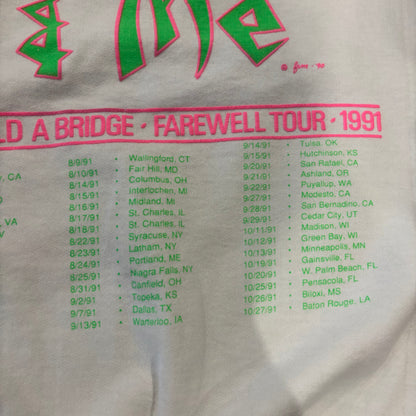 & The
© fim - 90
LD A BRIDGE · FAREWELL TOUR · 1991
8/9/91 · Wallingford, CT
CA 8/10/91 · Fair Hill, MD
8/14/91 · Columbus, OH
8/15/91 · Interlochen, MI
8/16/91 · Midland, MI
VA 8/17/91 · St. Charles, IL
8/18/91 · St. Charles, IL
8/22/91 · Syracuse, NY
8/23/91 · Latham, NY
8/24/91 · Portland, ME
8/25/91 · Niagra Falls, NY
8/31/91 · Canfield, OH
9/2/91 · Topeka, KS
9/7/91 · Dallas, TX
9/13/91 · Warterloo, IA
9/14/91 · Tulsa, OK
9/15/91 · Hutchinson, KS
9/20/91 · San Rafael, CA
9/21/91 · Ashland, OR
9/22/91 · Puyallup, WA
9/27/91 · Modesto, CA
9/28/91 · San Bernadino, CA
9/29/91 · Cedar City, UT
10/11/91 · Madison, WI
10/12/91 · Green Bay, WI
10/13/91 · Minneapolis, MN
10/19/91 · Gainsville, FL
10/20/91 · W. Palm Beach, FL
10/25/91 · Pensacola, FL
10/26/91 · Biloxi, MS
10/27/91 · Baton Rouge, LA